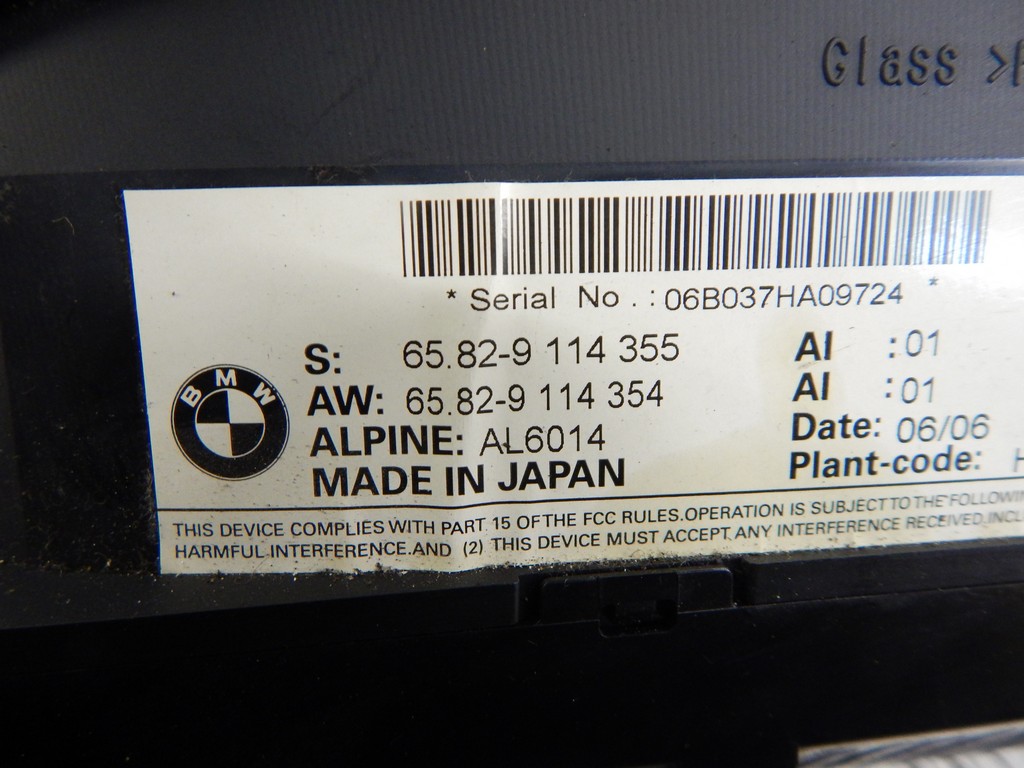 Glass >
* Serial No.: 06B037HA09724 *
S: 65.82-9 114 355 AI :01
AW: 65.82-9 114 354 AI :01
BMW
ALPINE: AL6014 Date: 06/06
MADE IN JAPAN Plant-code: H
THIS DEVICE COMPLIES WITH PART 15 OF THE FCC RULES.OPERATION IS SUBJECT TO THE FOLLOWIN
HARMFUL INTERFERENCE.AND (2) THIS DEVICE MUST ACCEPT ANY INTERFERENCE RECEIVED,INCL